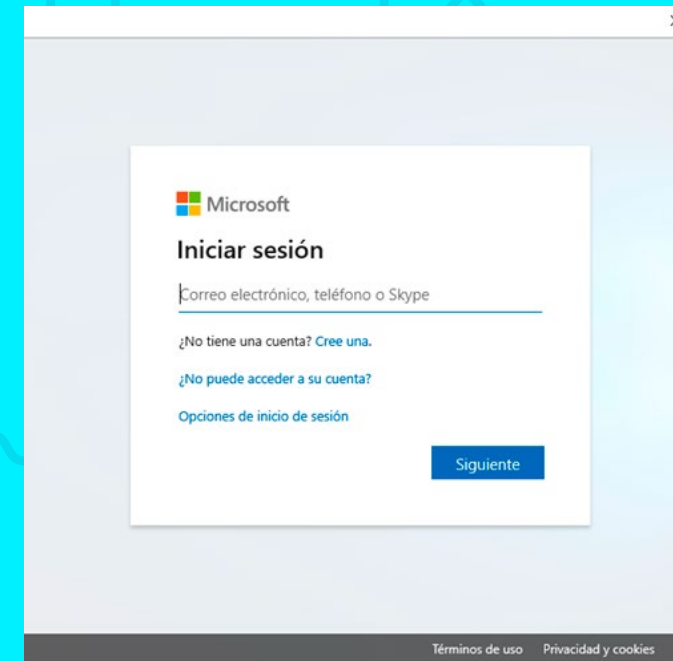 Microsoft
Iniciar sesión
Correo electrónico, teléfono o Skype
¿No tiene una cuenta? Cree una.
¿No puede acceder a su cuenta?
Opciones de inicio de sesión
Siguiente
Términos de uso Privacidad y cookies